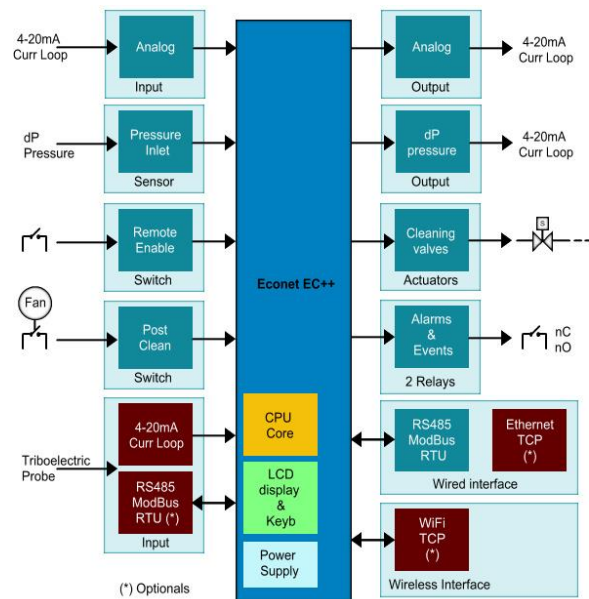 4-20mA
Curr Loop
Analog
Input
dP
Pressure
Pressure
Inlet
Sensor
Remote
Enable
Switch
Fan
Post
Clean
Switch
Triboelectric
Probe
4-20mA
Curr Loop
RS485
ModBus
RTU (*)
Input
(*) Optionals
Econet EC++
CPU
Core
LCD
display
&
Keyb
Power
Supply
Analog
Output
4-20mA
Curr Loop
dP
pressure
Output
4-20mA
Curr Loop
Cleaning
valves
Actuators
S
Alarms
&
Events
2 Relays
nC
nO
RS485
ModBus
RTU
Ethernet
TCP
(*)
Wired interface
WiFi
TCP
(*)
Wireless Interface